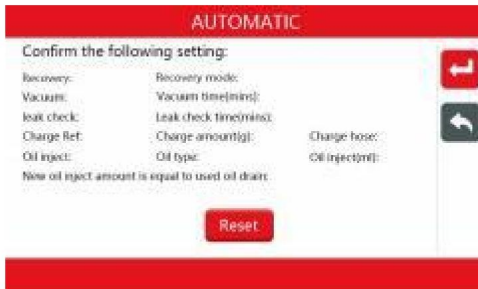 AUTOMATIC
Confirm the following setting:
Recovery: Recovery mode:
Vacuum: Vacuum time(mins):
leak check: Leak check time(mins):
Charge Ref: Charge amount(g): Charge hose:
Oil inject: Oil type: Oil inject(ml):
New oil inject amount is equal to used oil drain:
Reset